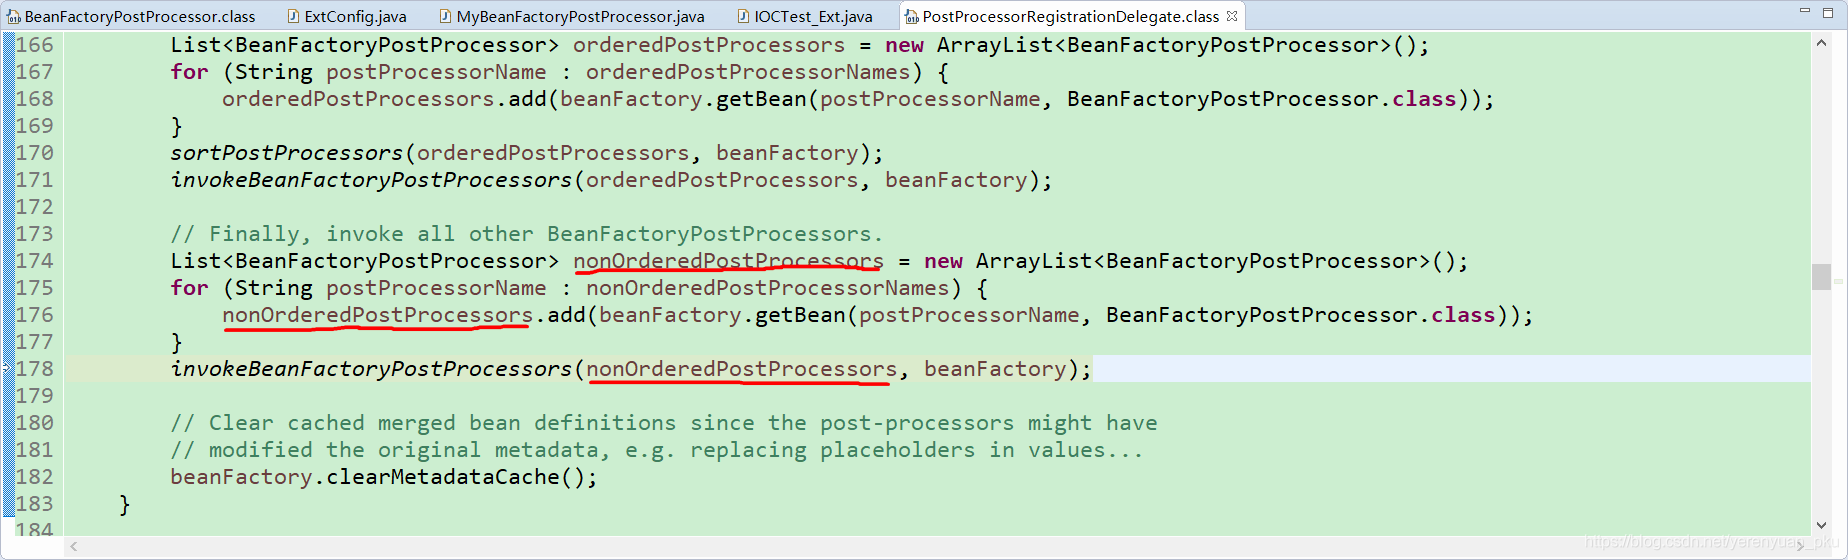 BeanFactoryPostProcessor.class ExtConfig.java MyBeanFactoryPostProcessor.java IOCTest_Ext.java PostProcessorRegistrationDelegate.class
166 List<BeanFactoryPostProcessor> orderedPostProcessors = new ArrayList<BeanFactoryPostProcessor>();
167 for (String postProcessorName : orderedPostProcessorNames) {
168 orderedPostProcessors.add(beanFactory.getBean(postProcessorName, BeanFactoryPostProcessor.class));
169 }
170 sortPostProcessors(orderedPostProcessors, beanFactory);
171 invokeBeanFactoryPostProcessors(orderedPostProcessors, beanFactory);
172
173 // Finally, invoke all other BeanFactoryPostProcessors.
174 List<BeanFactoryPostProcessor> nonOrderedPostProcessors = new ArrayList<BeanFactoryPostProcessor>();
175 for (String postProcessorName : nonOrderedPostProcessorNames) {
176 nonOrderedPostProcessors.add(beanFactory.getBean(postProcessorName, BeanFactoryPostProcessor.class));
177 }
178 invokeBeanFactoryPostProcessors(nonOrderedPostProcessors, beanFactory);
179
180 // Clear cached merged bean definitions since the post-processors might have
181 // modified the original metadata, e.g. replacing placeholders in values...
182 beanFactory.clearMetadataCache();
183 }
184
https://blog.csdn.net/yerenyuan_pku